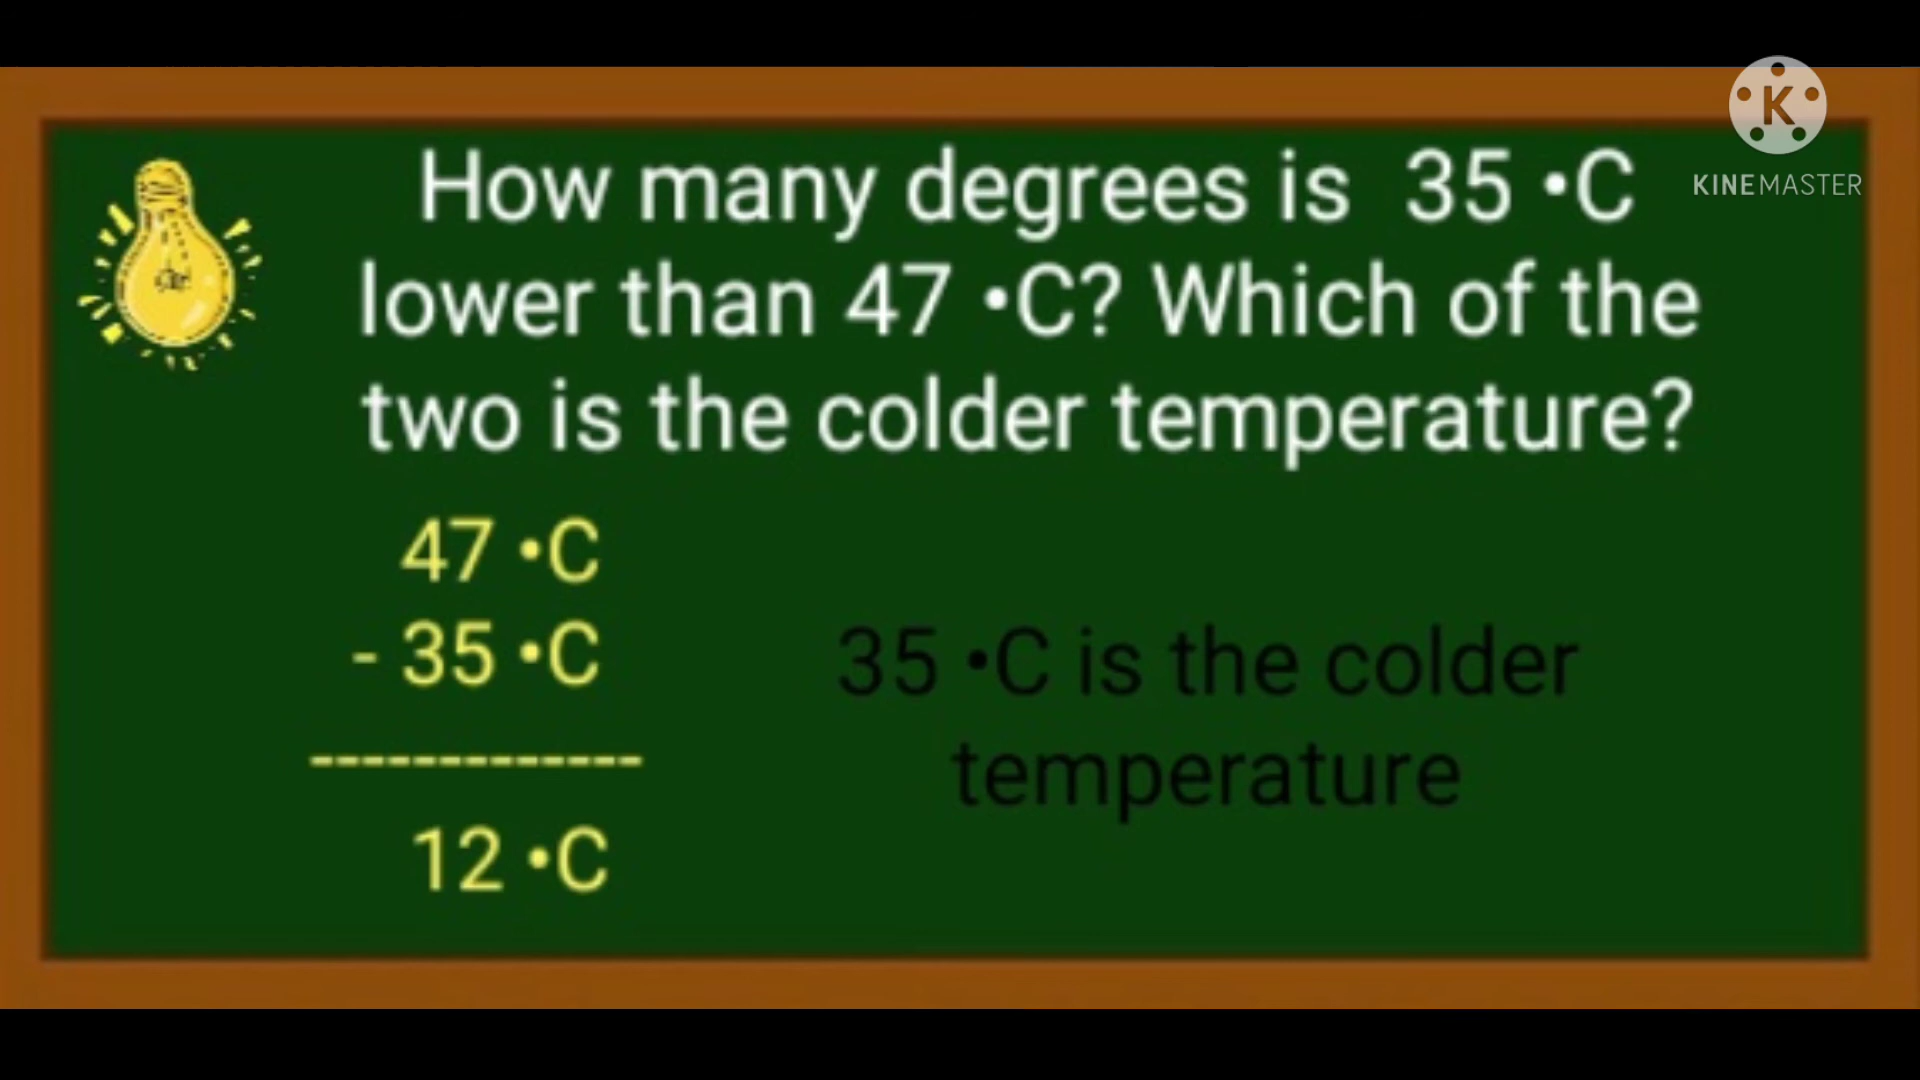 How many degrees is 35 •C
lower than 47 •C? Which of the
two is the colder temperature?
47 •C
- 35 •C
-------------
12 •C
35 •C is the colder
temperature
K
KINEMASTER